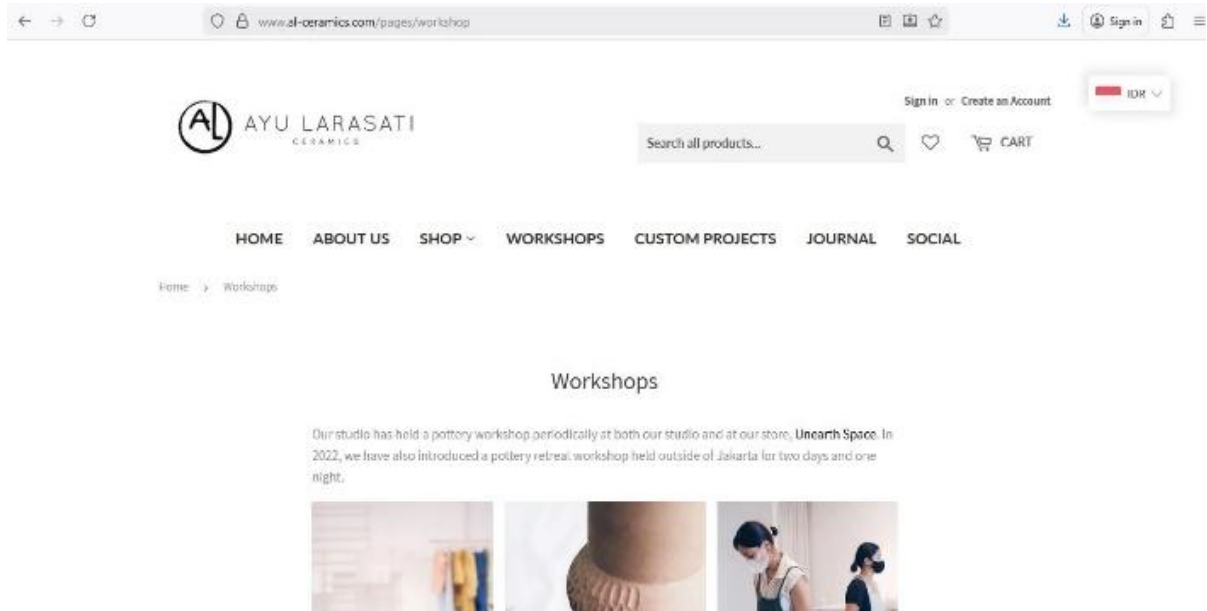 www.al-ceramics.com/pages/workshop
Sign in
Sign in or Create an Account
IDR
AL AYU LARASATI
CERAMICS
Search all products...
CART
HOME ABOUT US SHOP WORKSHOPS CUSTOM PROJECTS JOURNAL SOCIAL
Home > Workshops
Workshops
Our studio has held a pottery workshop periodically at both our studio and at our store, Unearth Space. In
2022, we have also introduced a pottery retreat workshop held outside of Jakarta for two days and one
night.